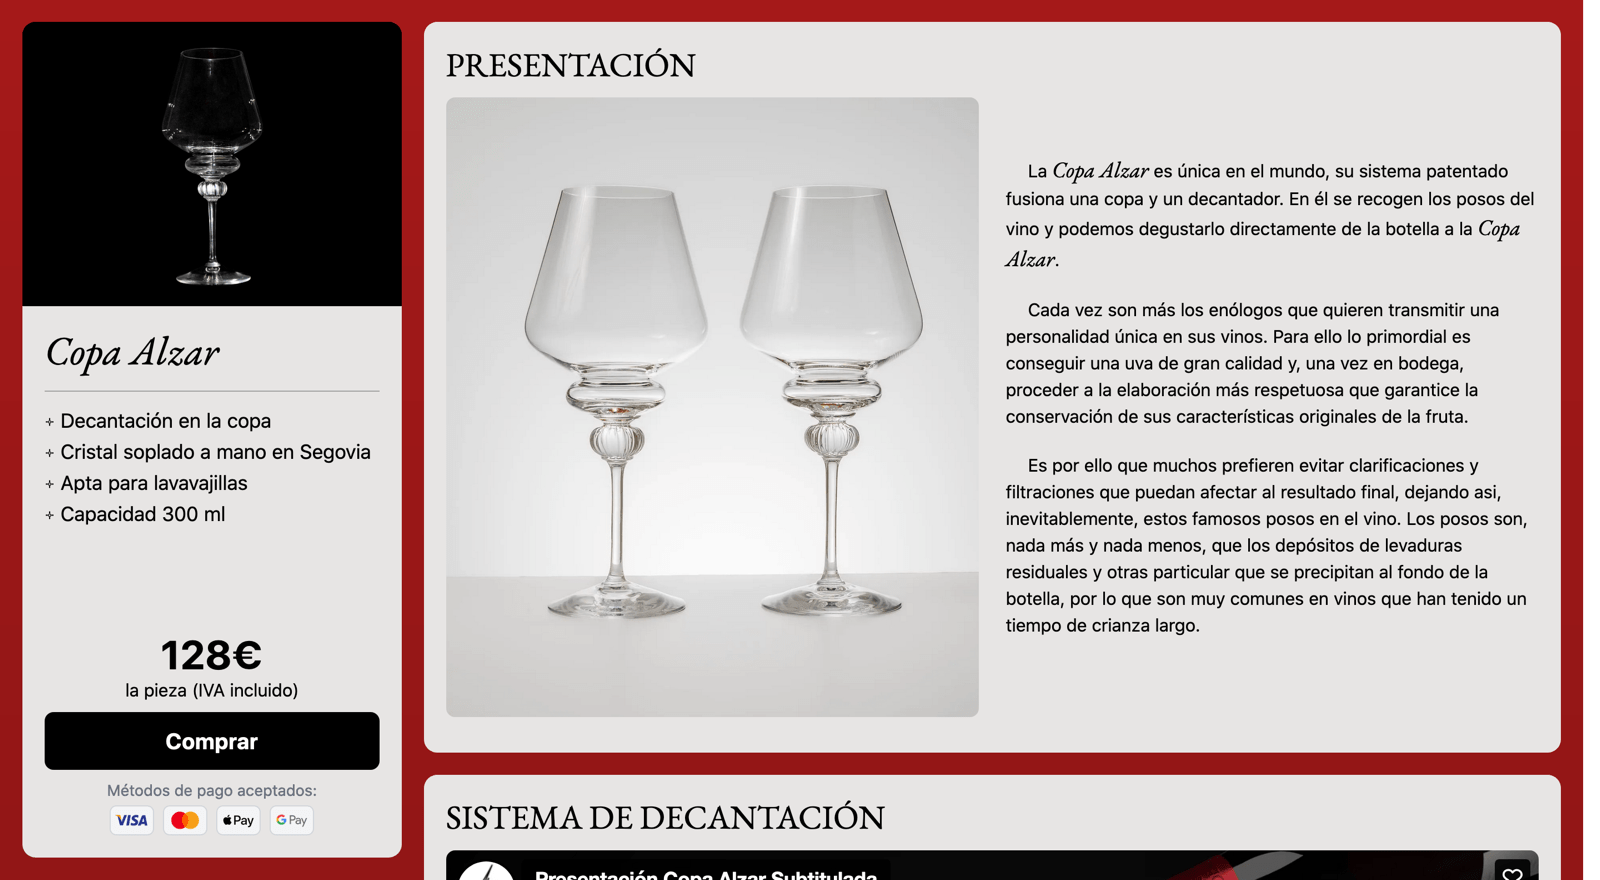 Copa Alzar
Decantación en la copa
Cristal soplado a mano en Segovia
Apta para lavavajillas
Capacidad 300 ml
128€
la pieza (IVA incluido)
Comprar
Métodos de pago aceptados:
VISA
Pay
G Pay
PRESENTACIÓN
La Copa Alzar es única en el mundo, su sistema patentado
fusiona una copa y un decantador. En él se recogen los posos del
vino y podemos degustarlo directamente de la botella a la Copa
Alzar.
Cada vez son más los enólogos que quieren transmitir una
personalidad única en sus vinos. Para ello lo primordial es
conseguir una uva de gran calidad y, una vez en bodega,
proceder a la elaboración más respetuosa que garantice la
conservación de sus características originales de la fruta.
Es por ello que muchos prefieren evitar clarificaciones y
filtraciones que puedan afectar al resultado final, dejando asi,
inevitablemente, estos famosos posos en el vino. Los posos son,
nada más y nada menos, que los depósitos de levaduras
residuales y otras particular que se precipitan al fondo de la
botella, por lo que son muy comunes en vinos que han tenido un
tiempo de crianza largo.
SISTEMA DE DECANTACIÓN
Presentación Copa Alzar Subtitulada